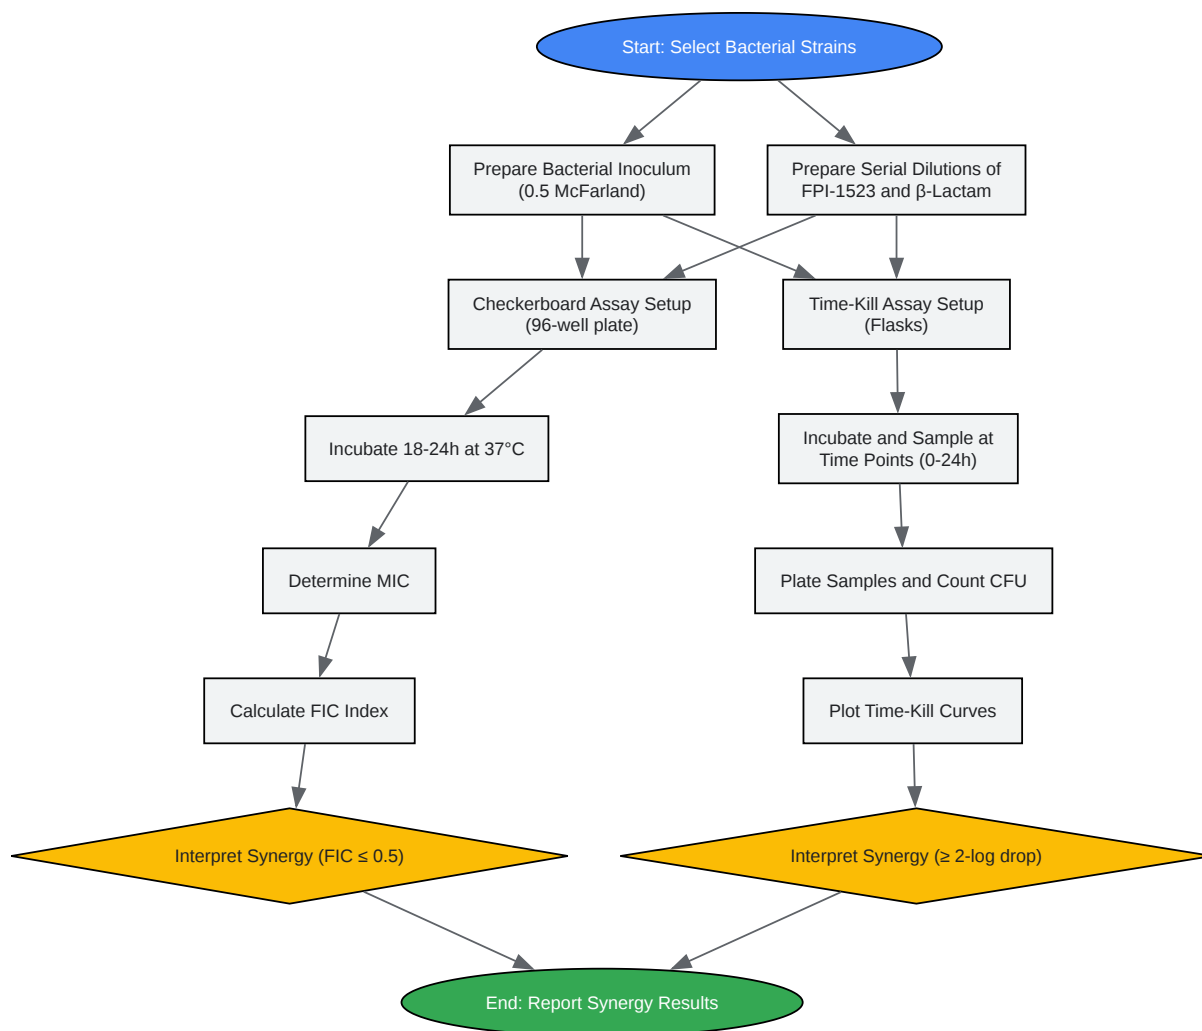 Start: Select Bacterial Strains
Prepare Bacterial Inoculum
(0.5 McFarland)
Prepare Serial Dilutions of
FPI-1523 and β-Lactam
Checkerboard Assay Setup
(96-well plate)
Time-Kill Assay Setup
(Flasks)
Incubate 18-24h at 37°C
Incubate and Sample at
Time Points (0-24h)
Determine MIC
Plate Samples and Count CFU
Calculate FIC Index
Plot Time-Kill Curves
Interpret Synergy (FIC ≤ 0.5)
Interpret Synergy (≥ 2-log drop)
End: Report Synergy Results